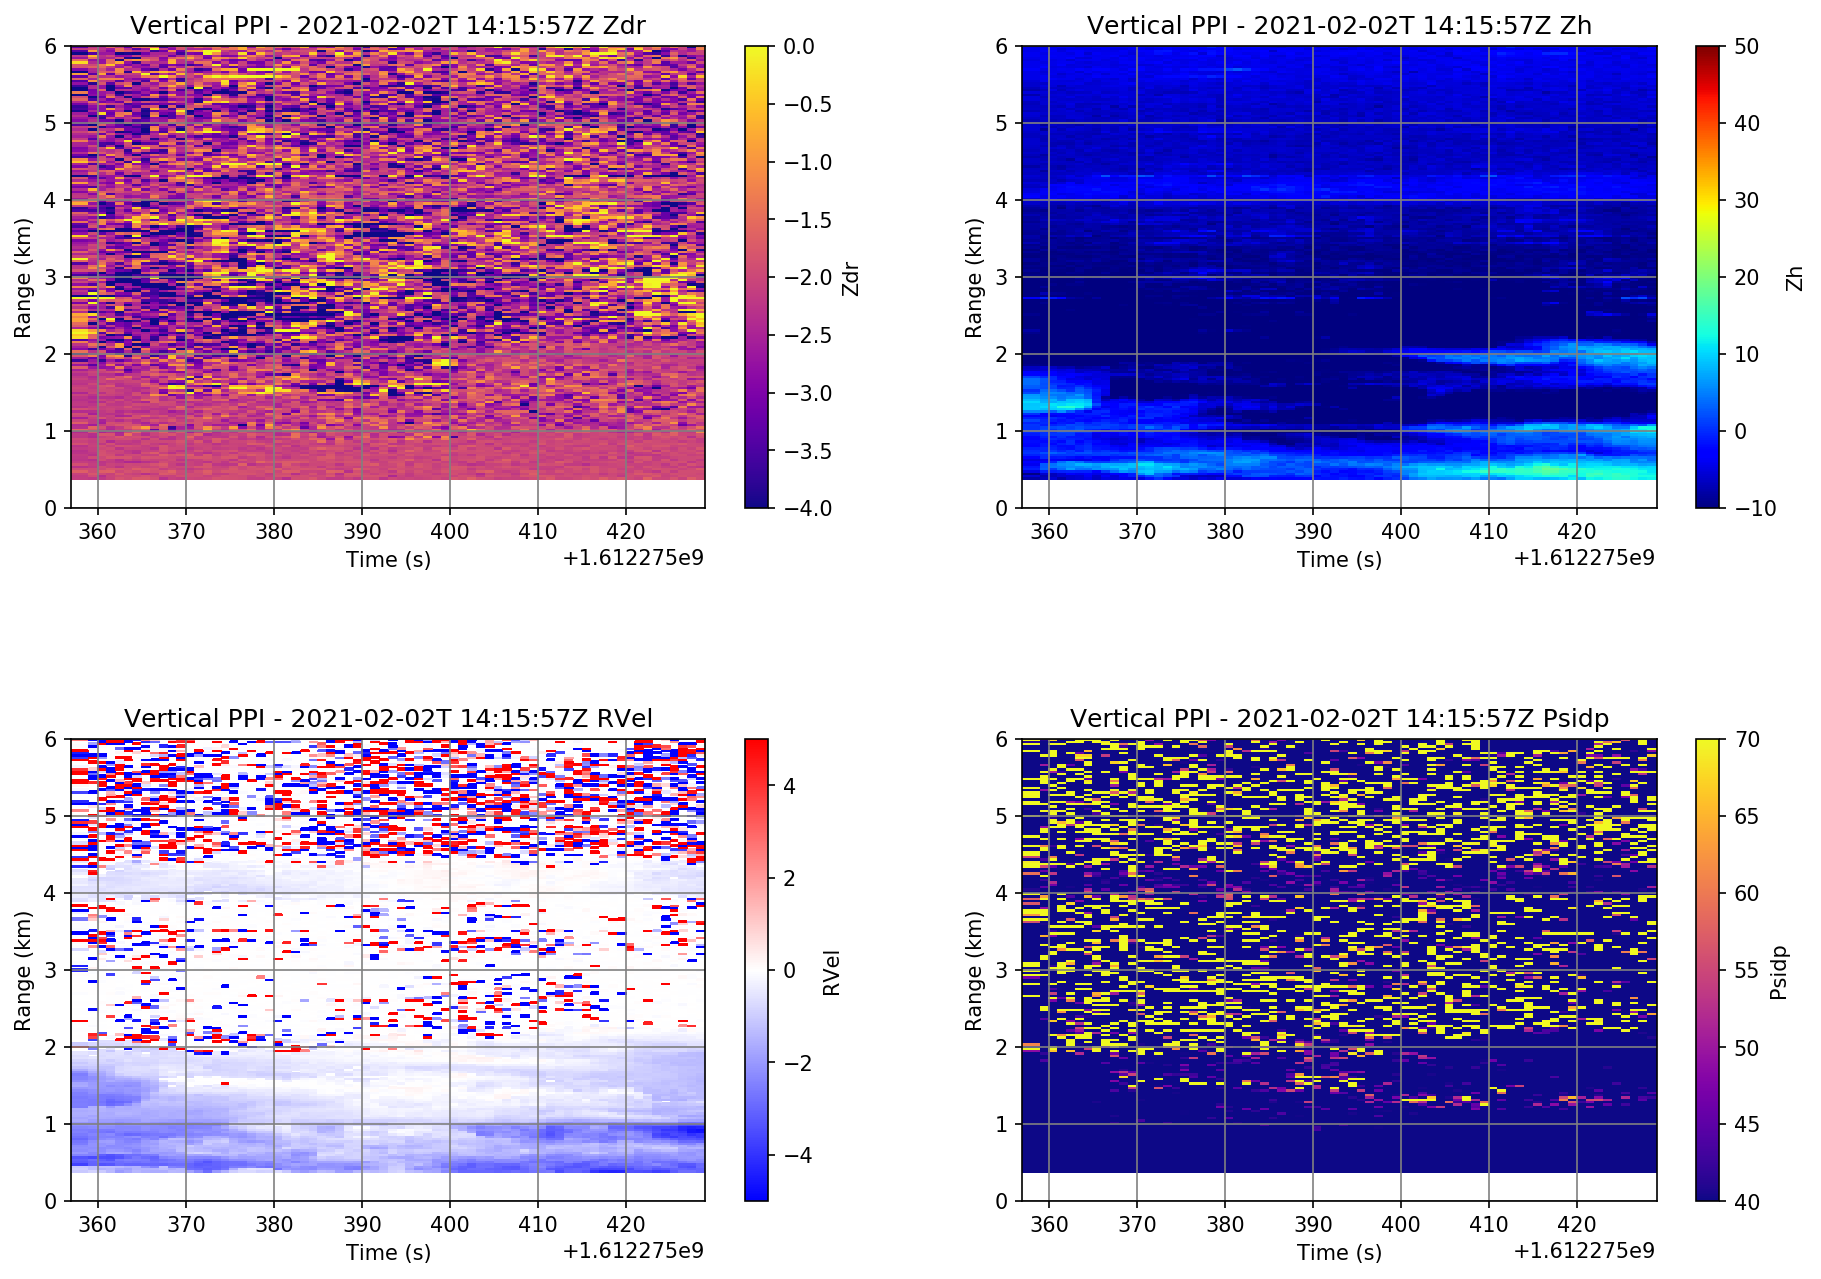 Vertical PPI - 2021-02-02T 14:15:57Z Zdr
6
5
4
3
2
1
0
Range (km)
360 370 380 390 400 410 420
Time (s)
+1.612275e9
0.0
−0.5
−1.0
−1.5
−2.0
−2.5
−3.0
−3.5
−4.0
Zdr
Vertical PPI - 2021-02-02T 14:15:57Z Zh
6
5
4
3
2
1
0
Range (km)
360 370 380 390 400 410 420
Time (s)
+1.612275e9
50
40
30
20
10
0
−10
Zh
Vertical PPI - 2021-02-02T 14:15:57Z RVel
6
5
4
3
2
1
0
Range (km)
360 370 380 390 400 410 420
Time (s)
+1.612275e9
4
2
0
−2
−4
RVel
Vertical PPI - 2021-02-02T 14:15:57Z Psidp
6
5
4
3
2
1
0
Range (km)
360 370 380 390 400 410 420
Time (s)
+1.612275e9
70
65
60
55
50
45
40
Psidp